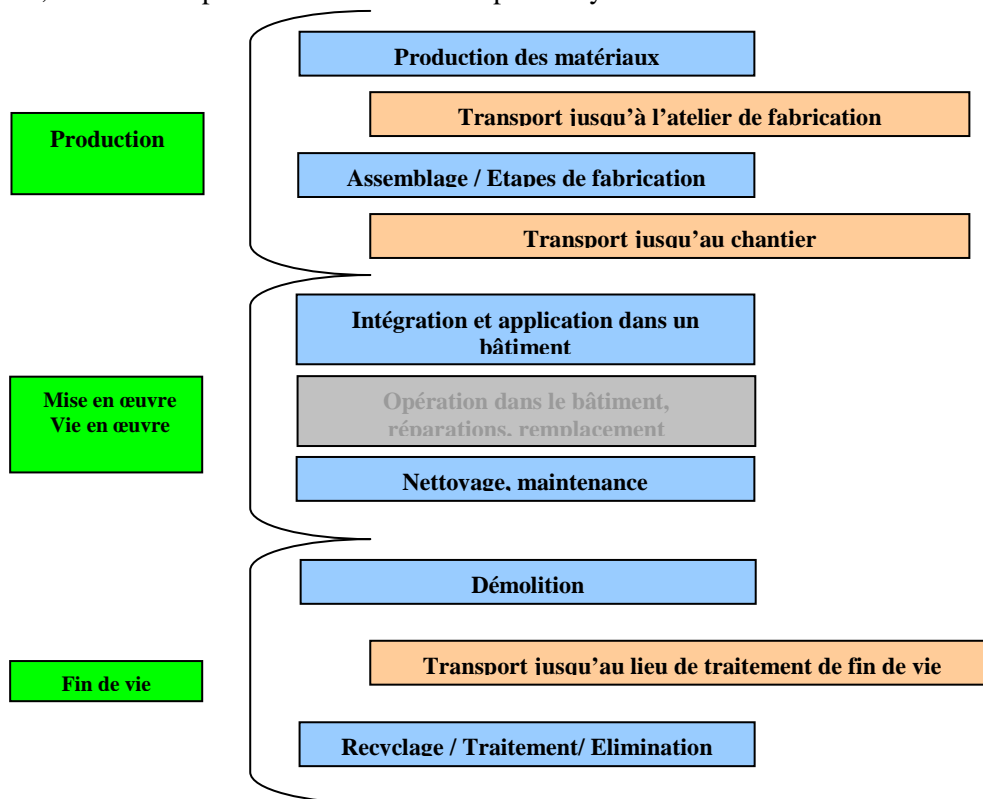 Production des matériaux
Transport jusqu'à l'atelier de fabrication
Production
Assemblage / Etapes de fabrication
Transport jusqu'au chantier
Intégration et application dans un
bâtiment
Mise en œuvre
Vie en œuvre
Opération dans le bâtiment,
réparations, remplacement
Nettoyage, maintenance
Démolition
Transport jusqu'au lieu de traitement de fin de vie
Fin de vie
Recyclage / Traitement/ Elimination